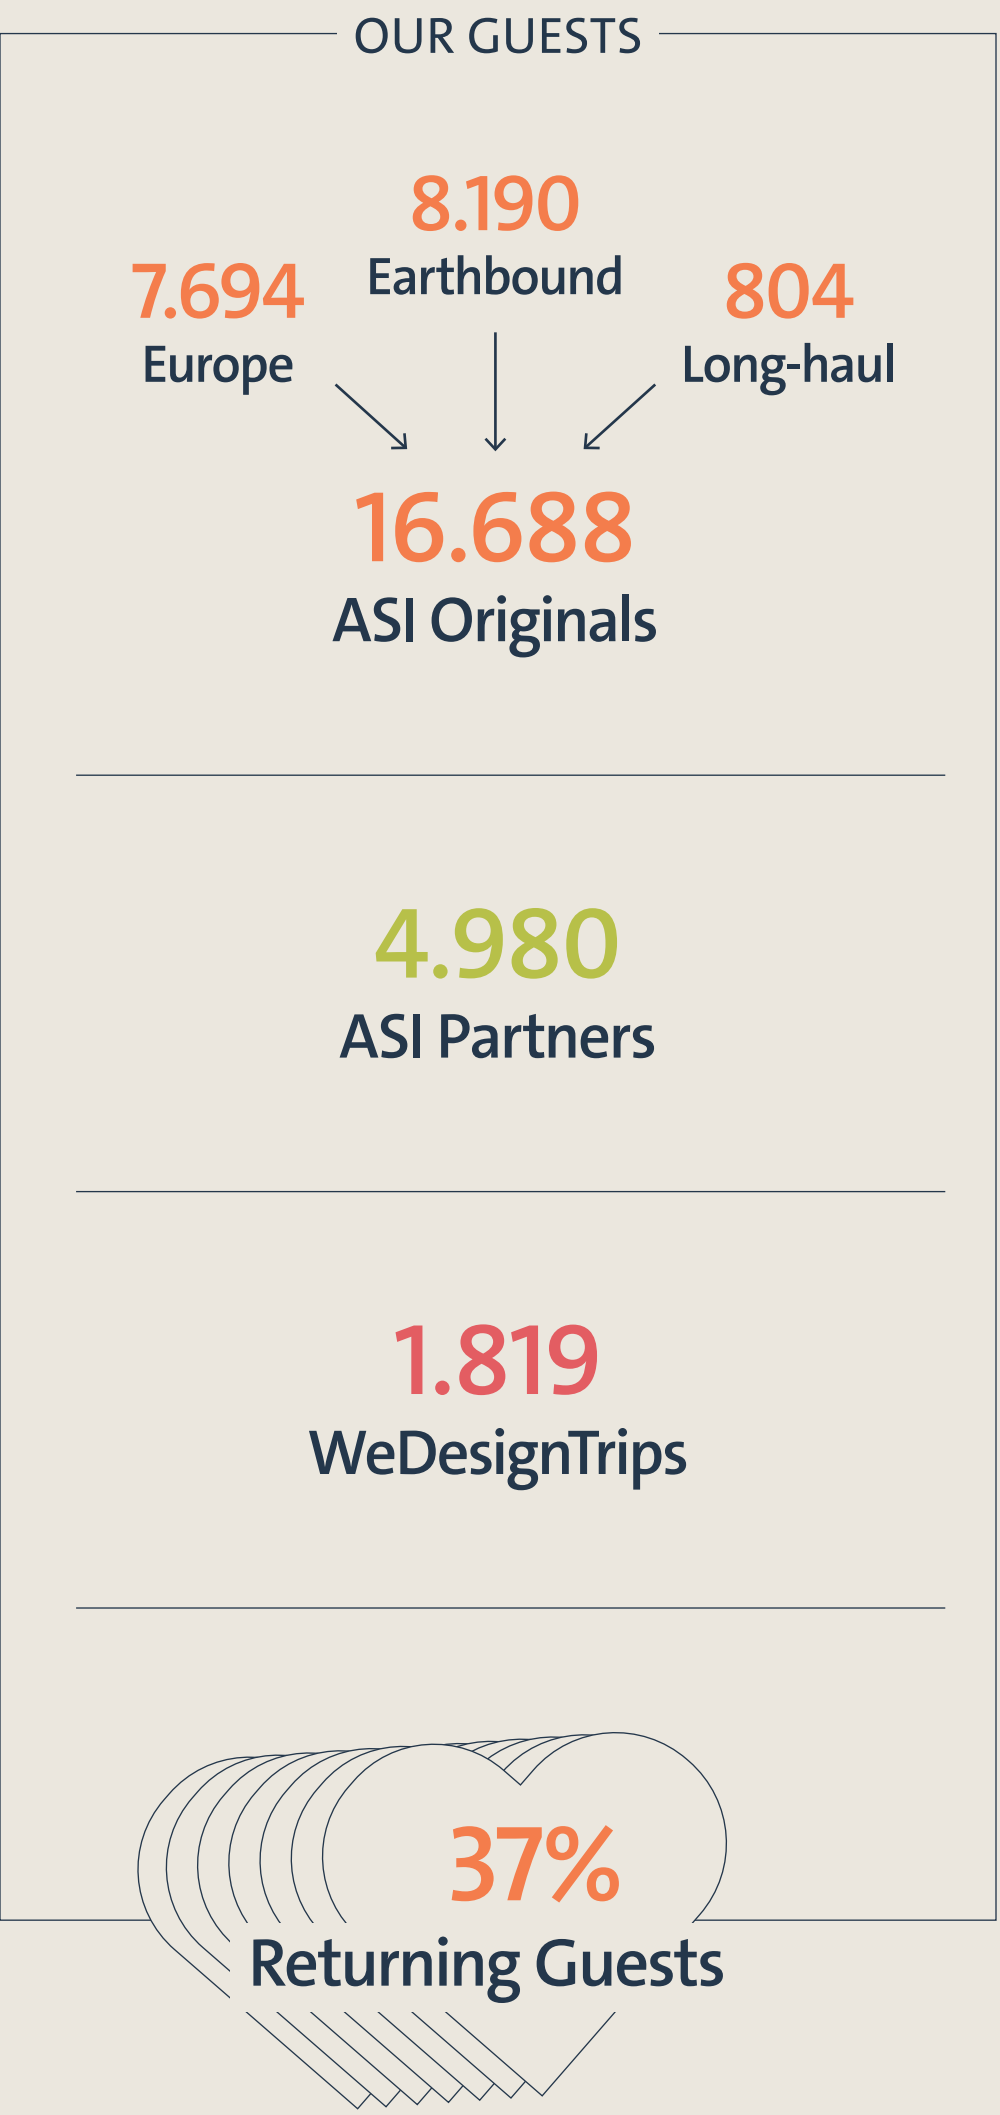 OUR GUESTS
8.190
Earthbound
7.694
Europe
804
Long-haul
16.688
ASI Originals
4.980
ASI Partners
1.819
WeDesignTrips
37%
Returning Guests